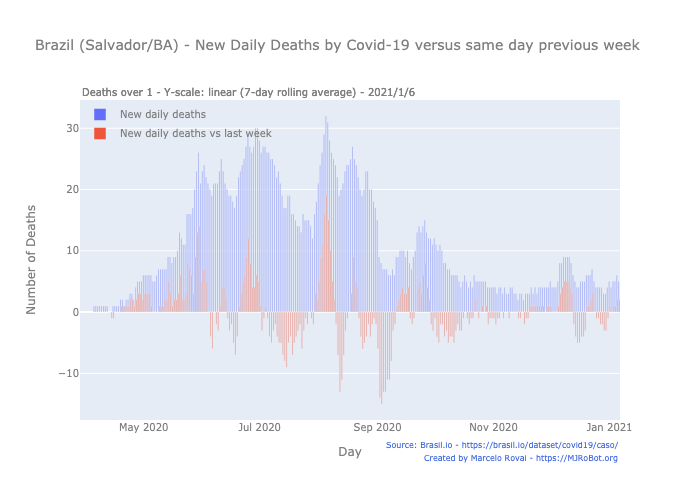 Brazil (Salvador/BA) - New Daily Deaths by Covid-19 versus same day previous week
Deaths over 1 - Y-scale: linear (7-day rolling average) - 2021/1/6
New daily deaths
New daily deaths vs last week
Number of Deaths
30
20
10
0
−10
May 2020
Jul 2020
Sep 2020
Nov 2020
Jan 2021
Day
Source: Brasil.io - https://brasil.io/dataset/covid19/caso/
Created by Marcelo Rovai - https://MJRoBot.org